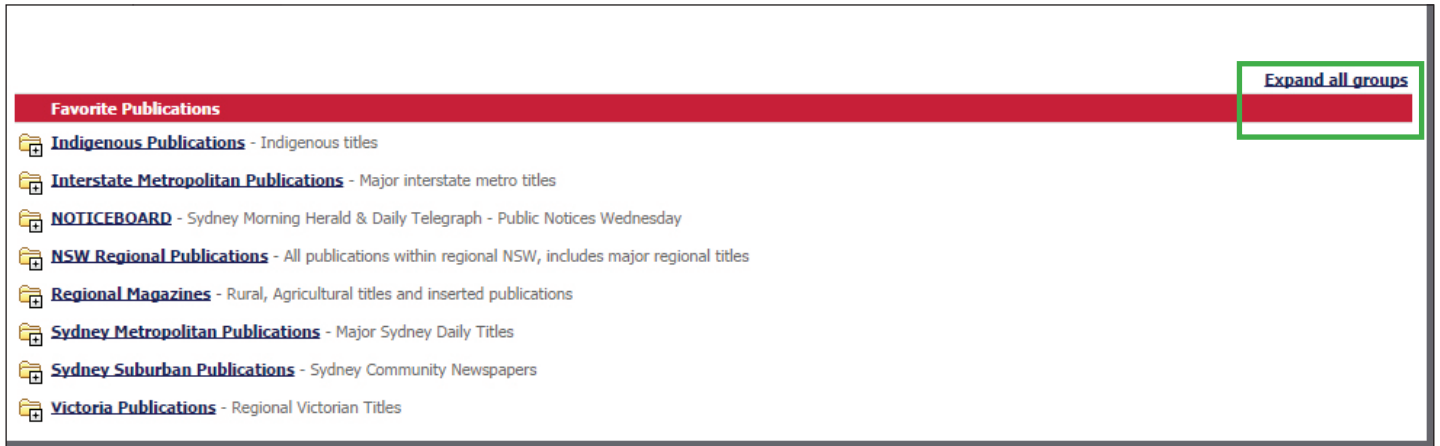 Expand all groups
Favorite Publications
Indigenous Publications - Indigenous titles
Interstate Metropolitan Publications - Major interstate metro titles
NOTICEBOARD - Sydney Morning Herald & Daily Telegraph - Public Notices Wednesday
NSW Regional Publications - All publications within regional NSW, includes major regional titles
Regional Magazines - Rural, Agricultural titles and inserted publications
Sydney Metropolitan Publications - Major Sydney Daily Titles
Sydney Suburban Publications - Sydney Community Newspapers
Victoria Publications - Regional Victorian Titles